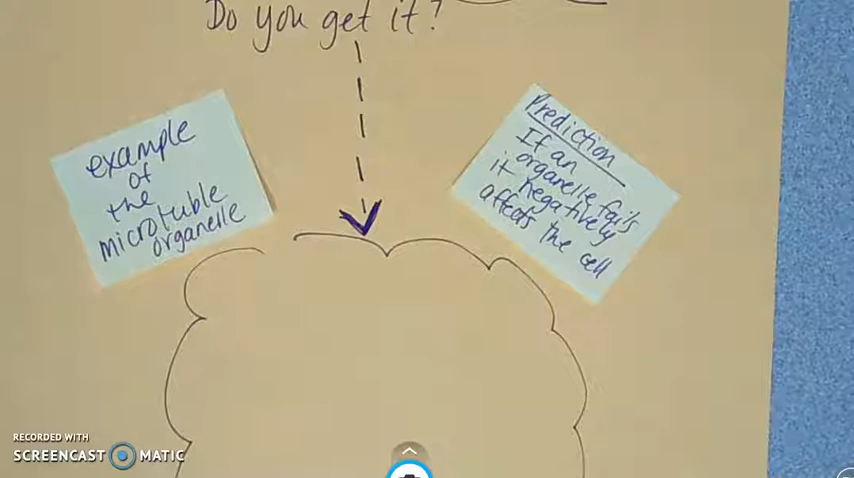 Do you get it?
example
of
the
microtuble
organelle
Prediction
If an
organelle fails
it negatively
affects the cell
RECORDED WITH
SCREENCAST MATIC